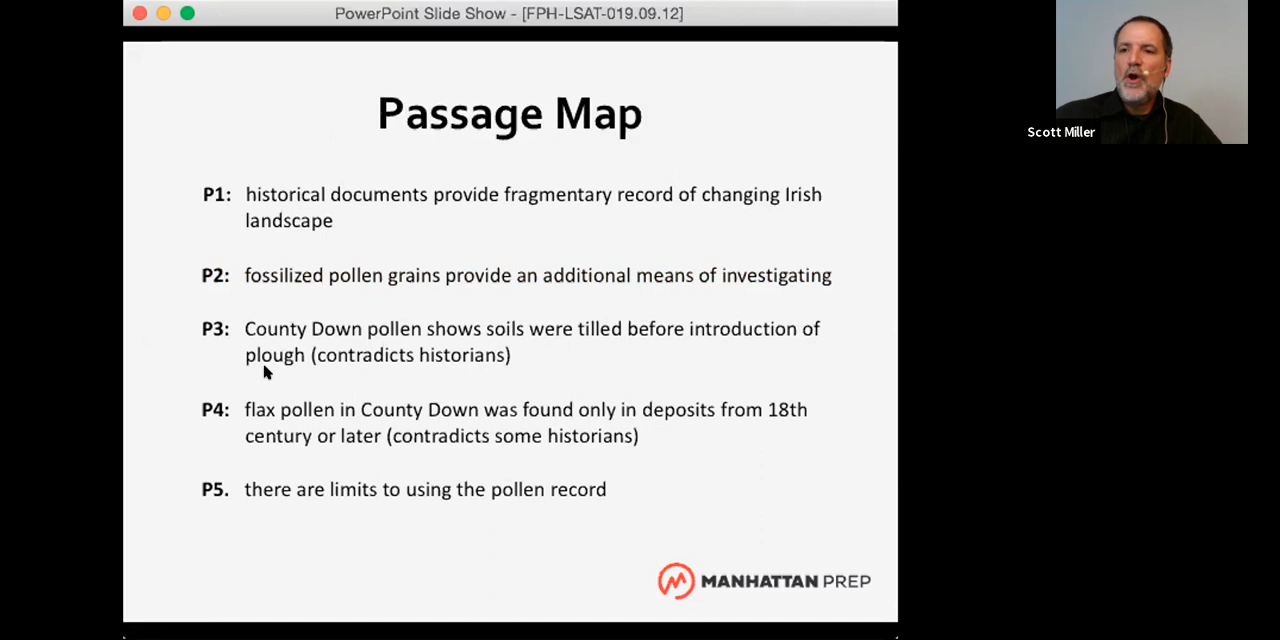 PowerPoint Slide Show - [FPH-LSAT-019.09.12]
Scott Miller
Passage Map
P1: historical documents provide fragmentary record of changing Irish
landscape
P2: fossilized pollen grains provide an additional means of investigating
P3: County Down pollen shows soils were tilled before introduction of
plough (contradicts historians)
P4: flax pollen in County Down was found only in deposits from 18th
century or later (contradicts some historians)
P5. there are limits to using the pollen record
MANHATTAN PREP